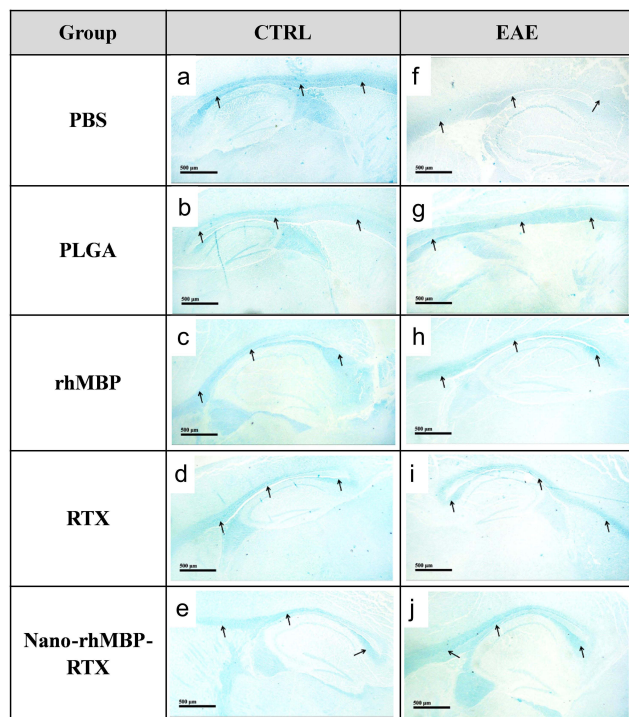 Group CTRL EAE
PBS
a
500 µm
f
500 µm
PLGA
b
500 µm
g
500 µm
rhMBP
c
500 µm
h
500 µm
RTX
d
500 µm
i
500 µm
Nano-rhMBP-
RTX
e
500 µm
j
500 µm